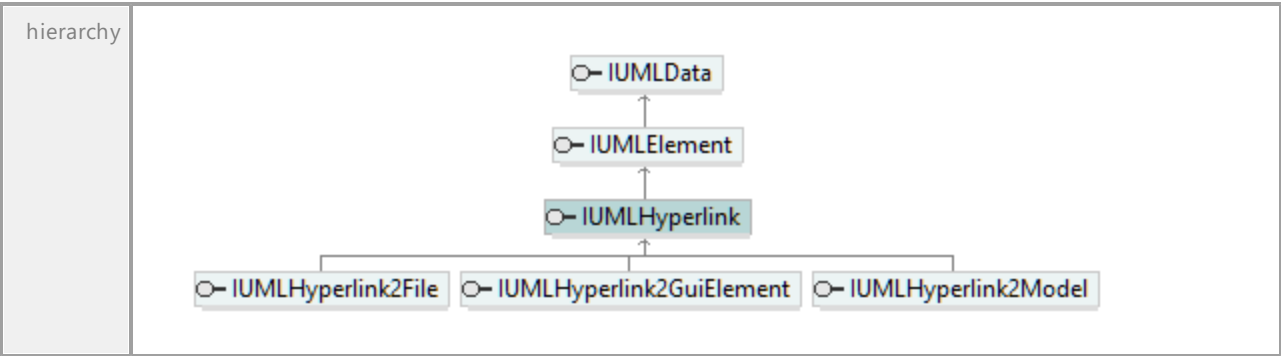 hierarchy
IUMLData
IUMLElement
IUMLHyperlink
IUMLHyperlink2File IUMLHyperlink2GuiElement IUMLHyperlink2Model